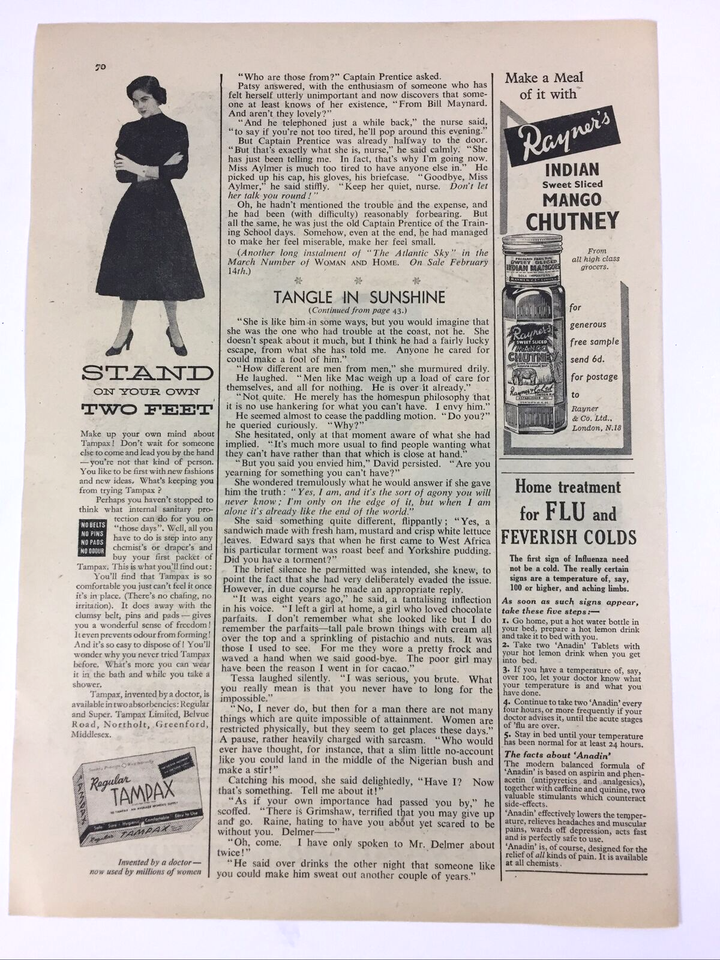 70
STAND
ON YOUR OWN
TWO FEET
Make up your own mind about
Tampax! Don't wait for someone
else to come and lead you by the hand
—you're not that kind of person.
You like to be first with new fashions
and new ideas. What's keeping you
from trying Tampax?
Perhaps you haven't stopped to
think what internal sanitary pro-
tection can do for you on
"those days". Well, all you
have to do is step into any
chemist's or draper's and
buy your first packet of
Tampax. This is what you'll find out:
NO BELTS
NO PINS
NO PADS
NO ODOUR
You'll find that Tampax is so
comfortable you just can't feel it once
it's in place. (There's no chafing, no
irritation). It does away with the
clumsy belt, pins and pads—gives
you a wonderful sense of freedom!
It even prevents odour from forming!
And it's so easy to dispose of! You'll
wonder why you never tried Tampax
before. What's more you can wear
it in the bath and while you take a
shower.
Tampax, invented by a doctor, is
available in two absorbencies: Regular
and Super. Tampax Limited, Belvue
Road, Northolt, Greenford,
Middlesex.
Regular
TAMPAX
Regular TAMPAX
Invented by a doctor—
now used by millions of women
"Who are those from?" Captain Prentice asked.
Patsy answered, with the enthusiasm of someone who has
felt herself utterly unimportant and now discovers that some-
one at least knows of her existence, "From Bill Maynard.
And aren't they lovely?"
"And he telephoned just a while back," the nurse said,
"to say if you're not too tired, he'll pop around this evening."
But Captain Prentice was already halfway to the door.
"But that's exactly what she is, nurse," he said calmly. "She
has just been telling me. In fact, that's why I'm going now.
Miss Aylmer is much too tired to have anyone else in." He
picked up his cap, his gloves, his briefcase. "Goodbye, Miss
Aylmer," he said stiffly. "Keep her quiet, nurse. Don't let
her talk you round!"
Oh, he hadn't mentioned the trouble and the expense, and
he had been (with difficulty) reasonably forbearing. But
all the same, he was just the old Captain Prentice of the Train-
ing School days. Somehow, even at the end, he had managed
to make her feel miserable, make her feel small.
(Another long instalment of "The Atlantic Sky" in the
March Number of WOMAN AND HOME. On Sale February
14th.)
TANGLE IN SUNSHINE
(Continued from page 43.)
"She is like him in some ways, but you would imagine that
she was the one who had trouble at the coast, not he. She
doesn't speak about it much, but I think he had a fairly lucky
escape, from what she has told me. Anyone he cared for
could make a fool of him."
"How different are men from men," she murmured drily.
He laughed. "Men like Mac weigh up a load of care for
themselves, and all for nothing. He is over it already."
"Not quite. He merely has the homespun philosophy that
it is no use hankering for what you can't have. I envy him."
He seemed almost to cease the paddling motion. "Do you?"
he queried curiously. "Why?"
She hesitated, only at that moment aware of what she had
implied. "It's much more usual to find people wanting what
they can't have rather than that which is close at hand."
"But you said you envied him," David persisted. "Are you
yearning for something you can't have?"
She wondered tremulously what he would answer if she gave
him the truth: "Yes, I am, and it's the sort of agony you will
never know; I'm only on the edge of it, but when I am
alone it's already like the end of the world."
She said something quite different, flippantly; "Yes, a
sandwich made with fresh ham, mustard and crisp white lettuce
leaves. Edward says that when he first came to West Africa
his particular torment was roast beef and Yorkshire pudding.
Did you have a torment?"
The brief silence he permitted was intended, she knew, to
point the fact that she had very deliberately evaded the issue.
However, in due course he made an appropriate reply.
"It was eight years ago," he said, a tantalising inflection
in his voice. "I left a girl at home, a girl who loved chocolate
parfaits. I don't remember what she looked like but I do
remember the parfaits—tall pale brown things with cream all
over the top and a sprinkling of pistachio and nuts. It was
those I used to see. For me they wore a pretty frock and
waved a hand when we said good-bye. The poor girl may
have been the reason I went in for cacao."
Tessa laughed silently. "I was serious, you brute. What
you really mean is that you never have to long for the
impossible."
"No, I never do, but then for a man there are not many
things which are quite impossible of attainment. Women are
restricted physically, but they seem to get places these days."
A pause, rather heavily charged with sarcasm. "Who would
ever have thought, for instance, that a slim little no-account
like you could land in the middle of the Nigerian bush and
make a stir!"
Catching his mood, she said delightedly, "Have I? Now
that's something. Tell me about it!"
"As if your own importance had passed you by," he
scoffed. "There is Grimshaw, terrified that you may give up
and go. Raine, hating to have you about yet scared to be
without you. Delmer——"
"Oh, come. I have only spoken to Mr. Delmer about
twice!"
"He said over drinks the other night that someone like
you could make him sweat out another couple of years."
Make a Meal
of it with
Rayner's
INDIAN
Sweet Sliced
MANGO
CHUTNEY
From
all high class
grocers.
SWEET SLICED
INDIAN MANGOES
Rayner's
SWEET SLICED
MANGO
CHUTNEY
for
generous
free sample
send 6d.
for postage
to
Rayner
& Co. Ltd.,
London, N.18
Home treatment
for FLU and
FEVERISH COLDS
The first sign of Influenza need
not be a cold. The really certain
signs are a temperature of, say,
100 or higher, and aching limbs.
As soon as such signs appear,
take these five steps:—
1. Go home, put a hot water bottle in
your bed, prepare a hot lemon drink
and take it to bed with you.
2. Take two 'Anadin' Tablets with
your hot lemon drink when you get
into bed.
3. If you have a temperature of, say,
over 100, let your doctor know what
your temperature is and what you
have done.
4. Continue to take two 'Anadin' every
four hours, or more frequently if your
doctor advises it, until the acute stages
of 'flu are over.
5. Stay in bed until your temperature
has been normal for at least 24 hours.
The facts about 'Anadin'
The modern balanced formula of
'Anadin' is based on aspirin and phen-
acetin (antipyretics and analgesics),
together with caffeine and quinine, two
valuable stimulants which counteract
side-effects.
'Anadin' effectively lowers the temper-
ature, relieves headaches and muscular
pains, wards off depression, acts fast
and is perfectly safe to use.
'Anadin' is, of course, designed for the
relief of all kinds of pain. It is available
at all chemists.